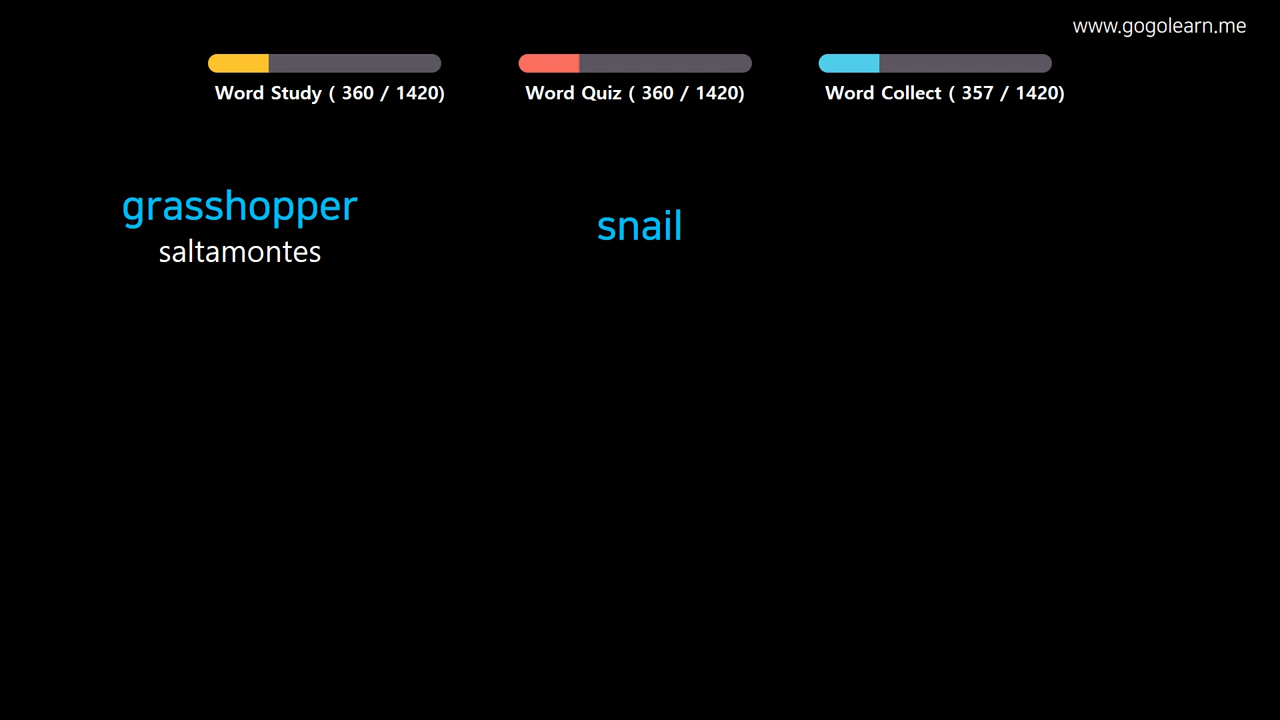 www.gogolearn.me
Word Study ( 360 / 1420)
Word Quiz ( 360 / 1420)
Word Collect ( 357 / 1420)
grasshopper
saltamontes
snail